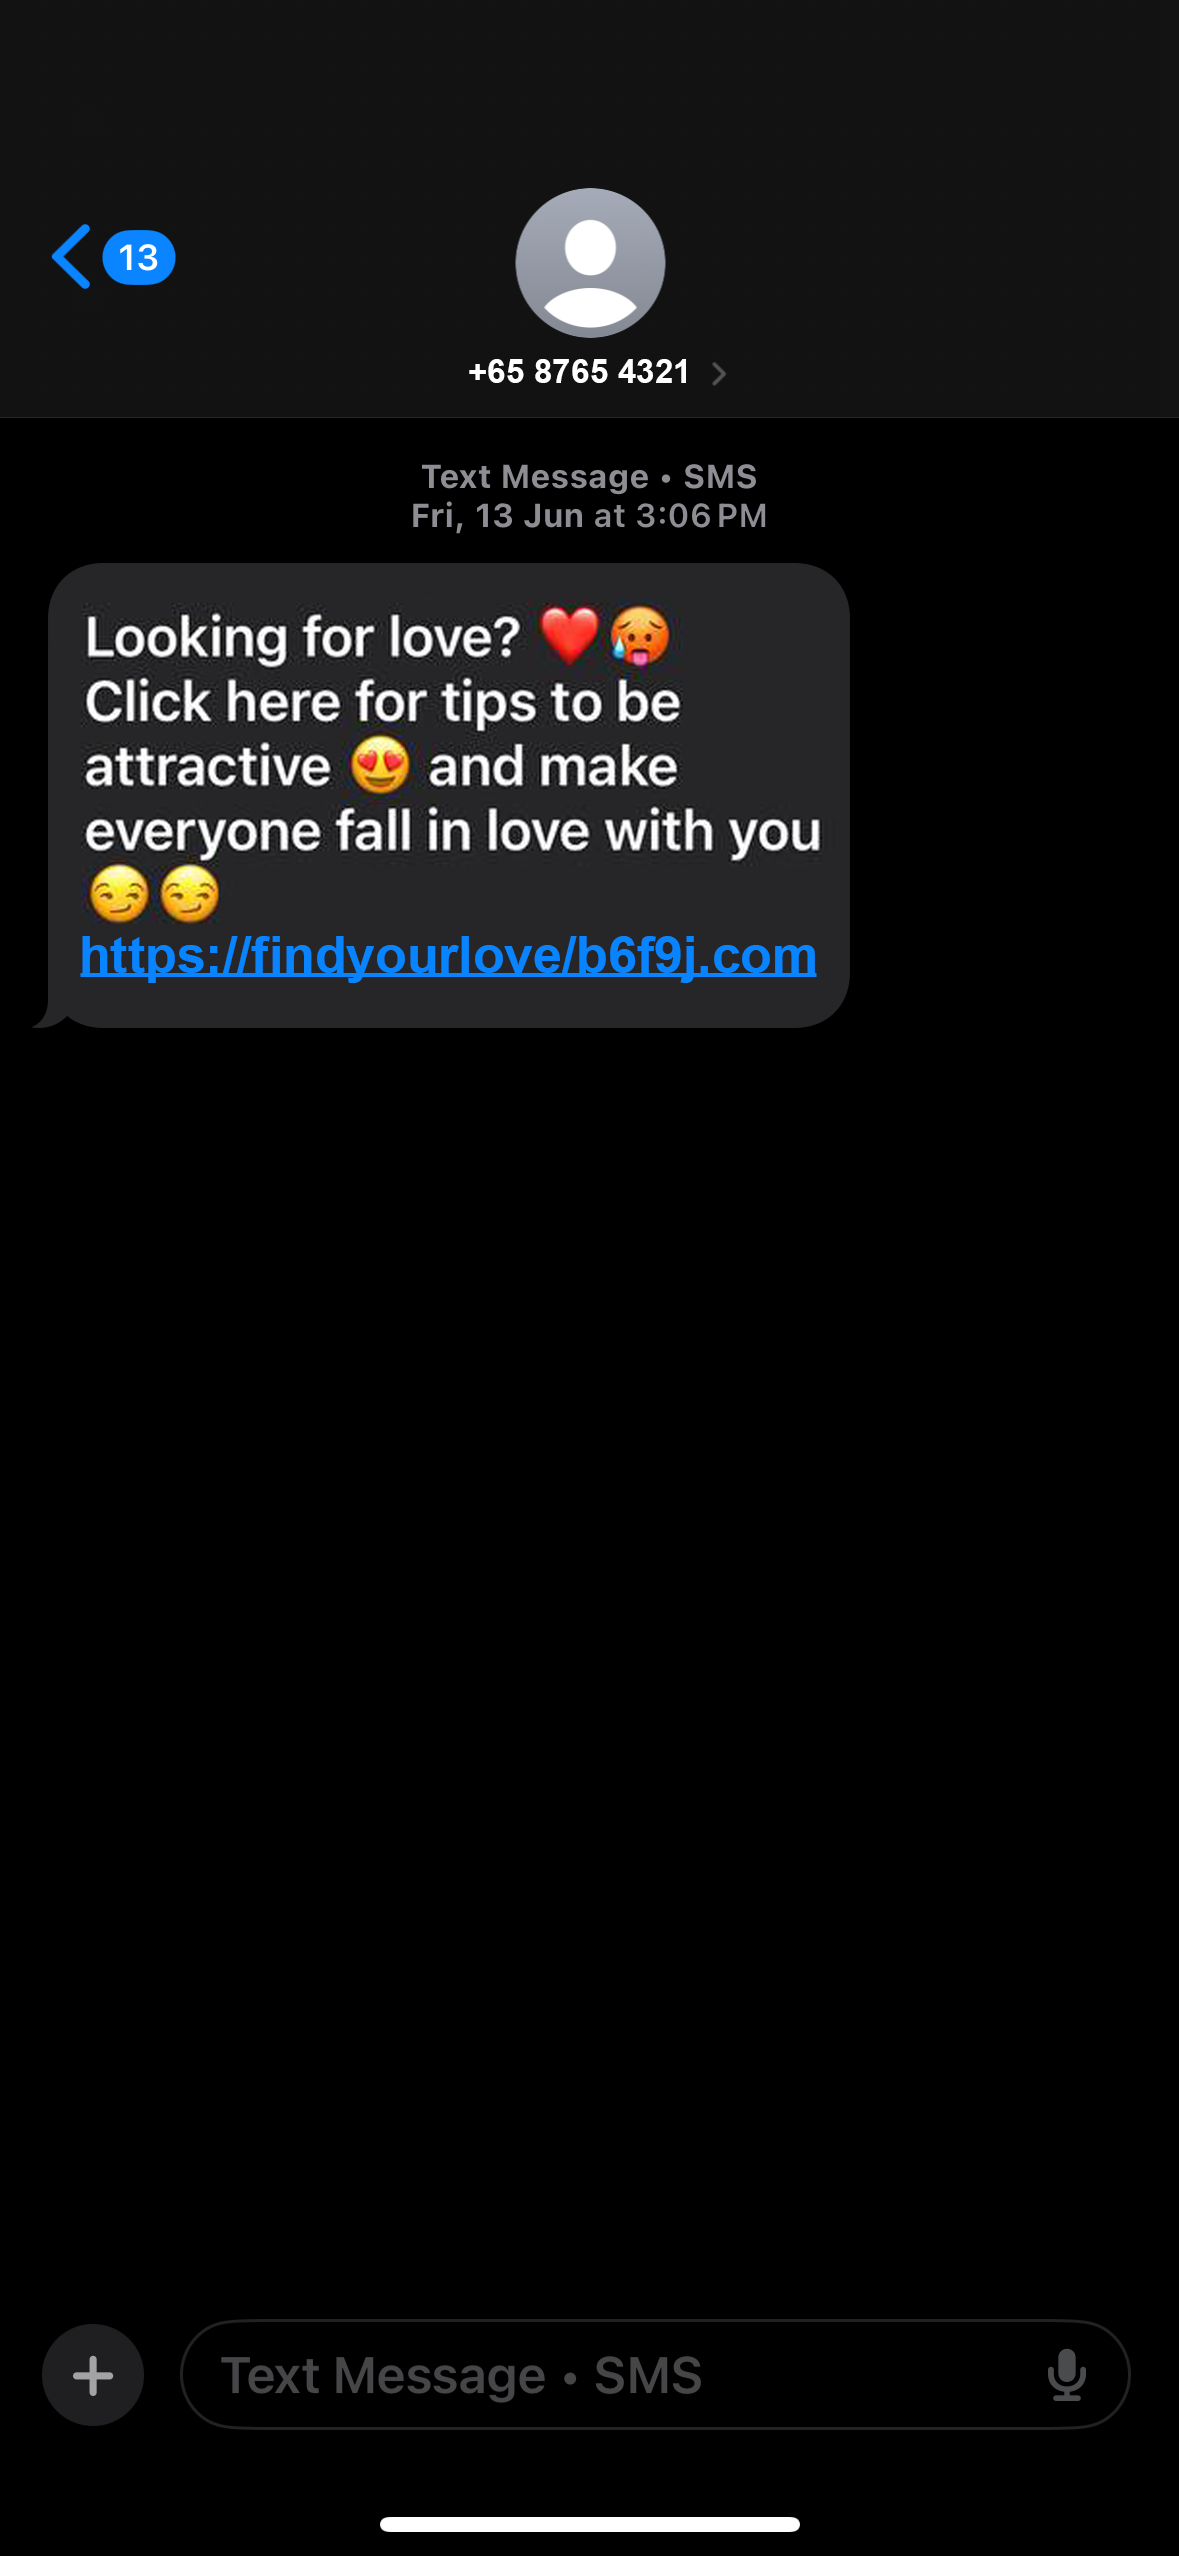 13
+65 8765 4321
Text Message • SMS
Fri, 13 Jun at 3:06 PM
Looking for love? ❤️🥵
Click here for tips to be
attractive 😍 and make
everyone fall in love with you
😏😏
https://findyourlove/b6f9j.com
Text Message • SMS